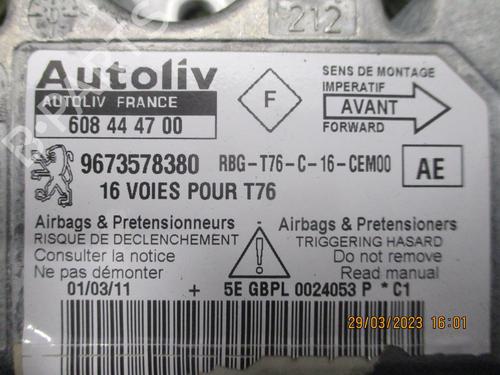 212
Autoliv
AUTOLIV FRANCE
608 44 47 00
F
SENS DE MONTAGE
IMPERATIF
AVANT
FORWARD
9673578380 RBG-T76-C-16-CEM00
AE
16 VOIES POUR T76
Airbags & Pretensionneurs
RISQUE DE DECLENCHEMENT
Consulter la notice
Ne pas démonter
Airbags & Pretensioners
TRIGGERING HASARD
Do not remove
Read manual
01/03/11 + 5E GBPL 0024053 P * C1
29/03/2023 16:01